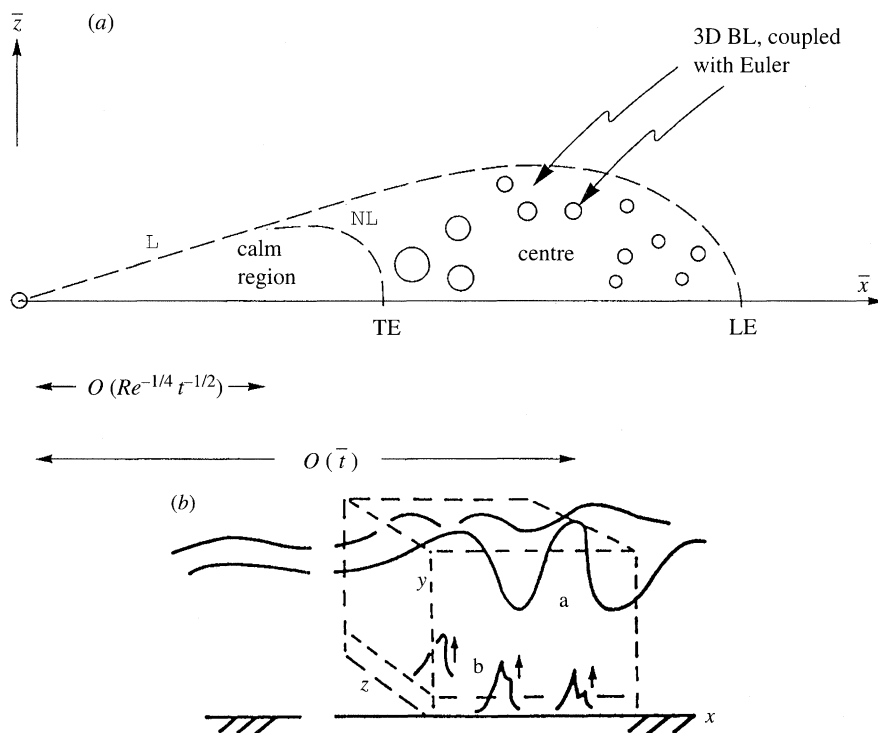 z̅
(a)
3D BL, coupled
with Euler
NL
L
calm
region
centre
x̅
TE
LE
O (Re⁻¹/⁴ t⁻¹/²)
O (t̅)
(b)
y
a
b
z
x